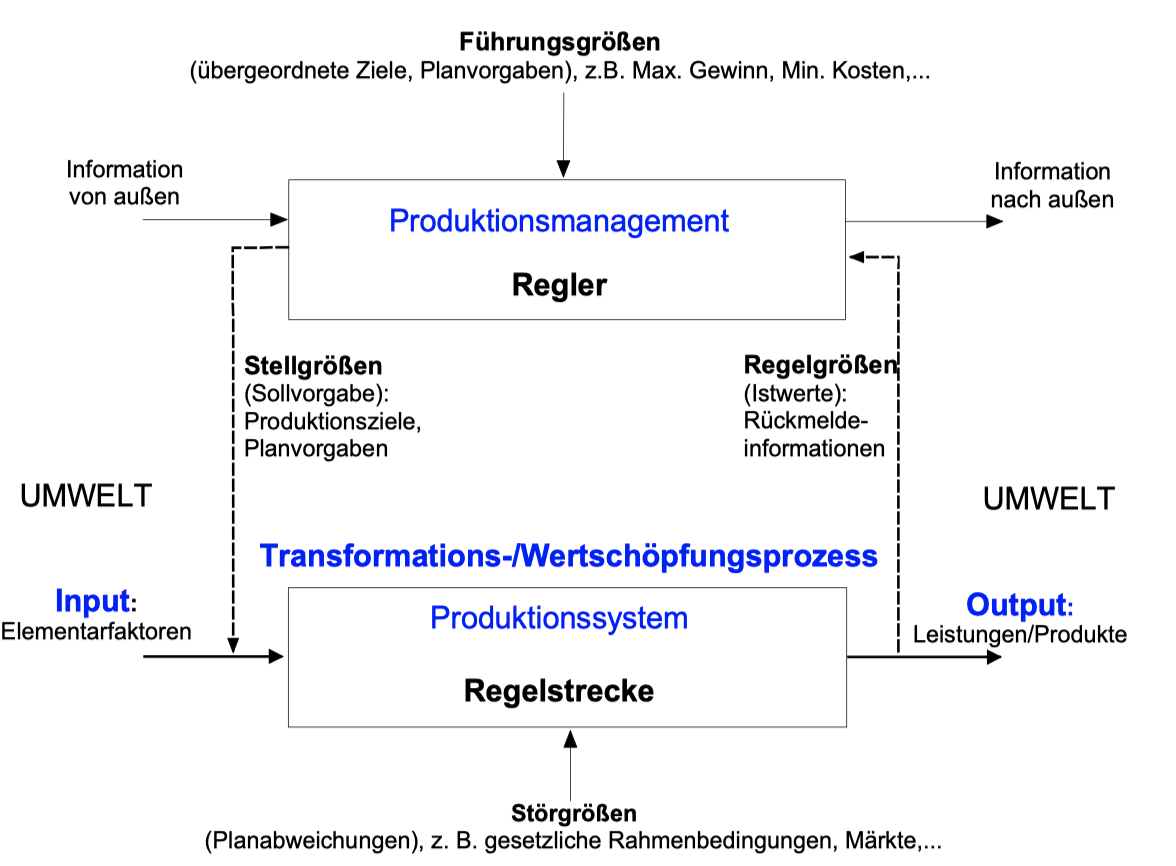 Führungsgrößen
(übergeordnete Ziele, Planvorgaben), z.B. Max. Gewinn, Min. Kosten,...
Information
von außen
Information
nach außen
Produktionsmanagement
Regler
Stellgrößen
(Sollvorgabe):
Produktionsziele,
Planvorgaben
Regelgrößen
(Istwerte):
Rückmelde-
informationen
UMWELT
UMWELT
Transformations-/Wertschöpfungsprozess
Input:
Elementarfaktoren
Produktionssystem
Regelstrecke
Output:
Leistungen/Produkte
Störgrößen
(Planabweichungen), z. B. gesetzliche Rahmenbedingungen, Märkte,...